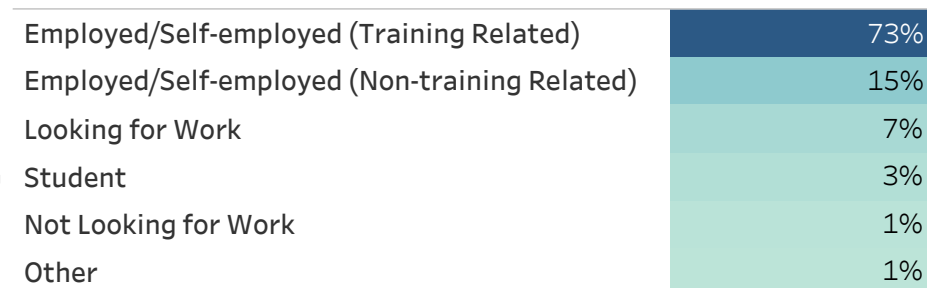 Employed/Self-employed (Training Related) 73%
Employed/Self-employed (Non-training Related) 15%
Looking for Work 7%
Student 3%
Not Looking for Work 1%
Other 1%